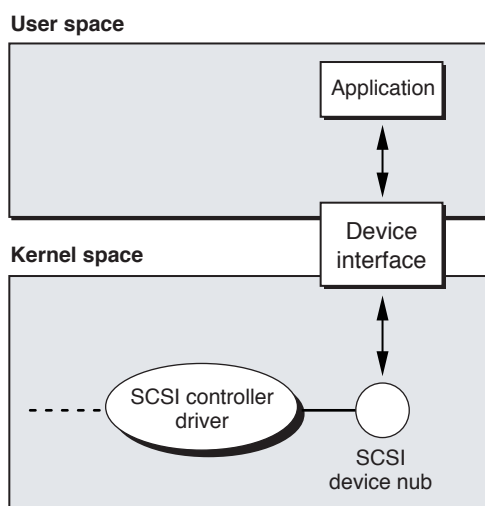 User space
Application
Device
interface
Kernel space
SCSI controller
driver
SCSI
device nub